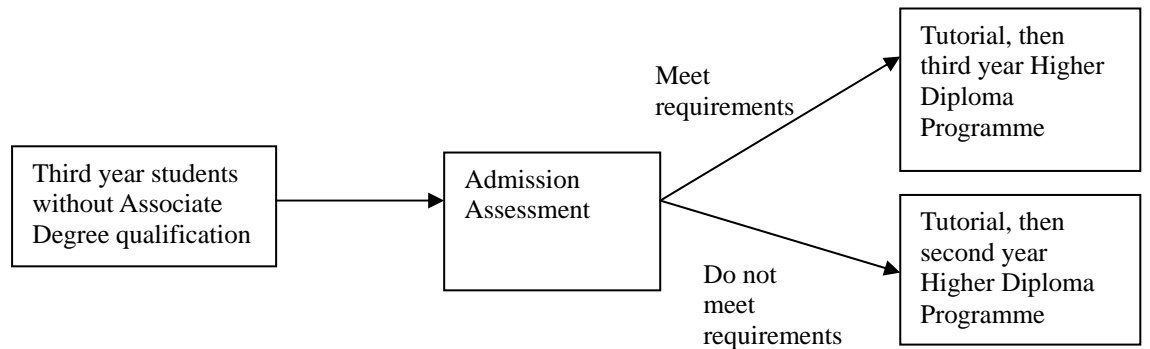 Third year students
without Associate
Degree qualification
Admission
Assessment
Meet
requirements
Tutorial, then
third year Higher
Diploma
Programme
Do not
meet
requirements
Tutorial, then
second year
Higher Diploma
Programme